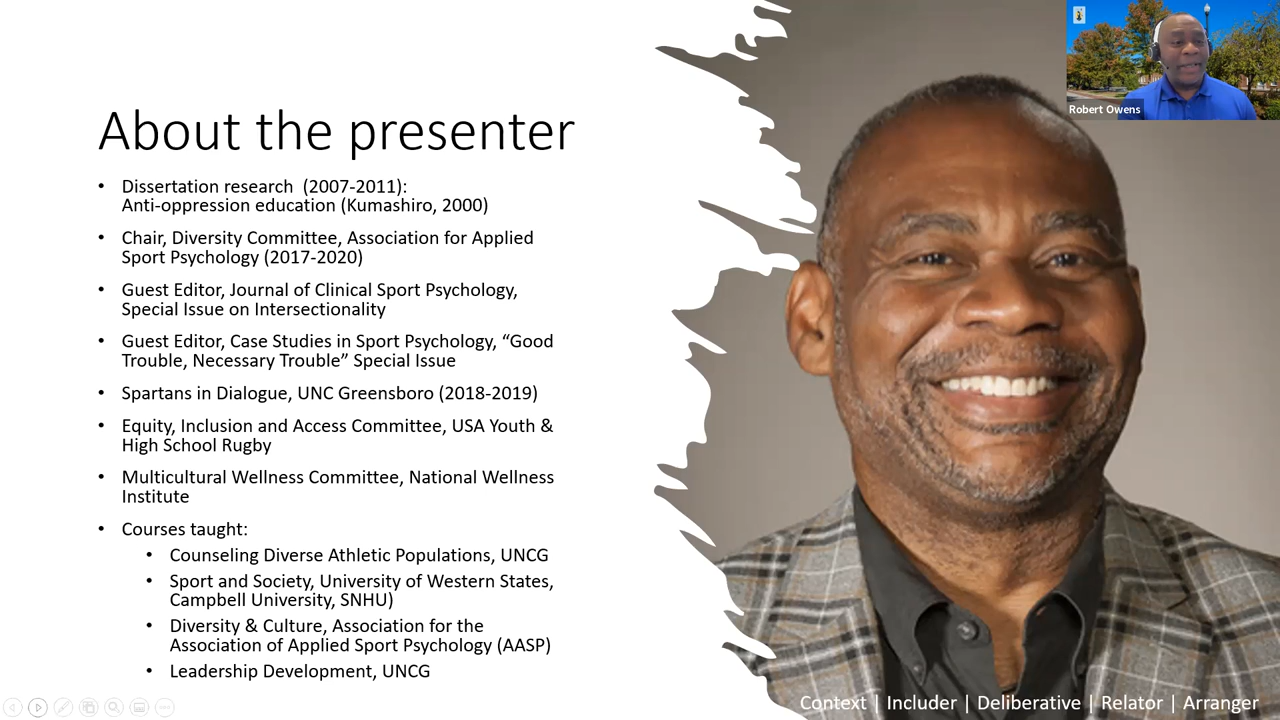 About the presenter
• Dissertation research (2007-2011):
Anti-oppression education (Kumashiro, 2000)
• Chair, Diversity Committee, Association for Applied
Sport Psychology (2017-2020)
• Guest Editor, Journal of Clinical Sport Psychology,
Special Issue on Intersectionality
• Guest Editor, Case Studies in Sport Psychology, “Good
Trouble, Necessary Trouble” Special Issue
• Spartans in Dialogue, UNC Greensboro (2018-2019)
• Equity, Inclusion and Access Committee, USA Youth &
High School Rugby
• Multicultural Wellness Committee, National Wellness
Institute
• Courses taught:
• Counseling Diverse Athletic Populations, UNCG
• Sport and Society, University of Western States,
Campbell University, SNHU)
• Diversity & Culture, Association for the
Association of Applied Sport Psychology (AASP)
• Leadership Development, UNCG
Robert Owens
Context | Includer | Deliberative | Relator | Arranger